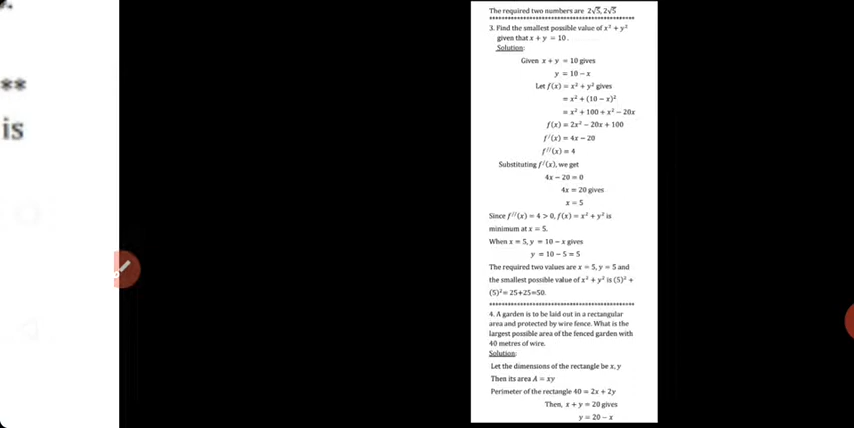 **
is
The required two numbers are 2√5, 2√5
**********************************************
3. Find the smallest possible value of x² + y²
given that x + y = 10.
Solution:
Given x + y = 10 gives
y = 10 − x
Let f(x) = x² + y² gives
= x² + (10 − x)²
= x² + 100 + x² − 20x
f(x) = 2x² − 20x + 100
f′(x) = 4x − 20
f′′(x) = 4
Substituting f′(x), we get
4x − 20 = 0
4x = 20 gives
x = 5
Since f′′(x) = 4 > 0, f(x) = x² + y² is
minimum at x = 5.
When x = 5, y = 10 − x gives
y = 10 − 5 = 5
The required two values are x = 5, y = 5 and
the smallest possible value of x² + y² is (5)² +
(5)²= 25+25=50.
**********************************************
4. A garden is to be laid out in a rectangular
area and protected by wire fence. What is the
largest possible area of the fenced garden with
40 metres of wire.
Solution:
Let the dimensions of the rectangle be x, y
Then its area A = xy
Perimeter of the rectangle 40 = 2x + 2y
Then, x + y = 20 gives
y = 20 − x